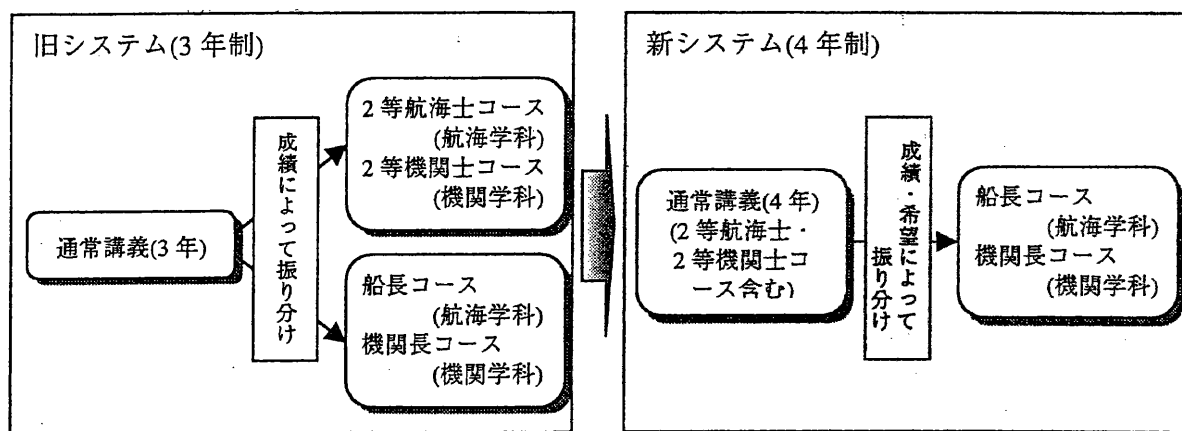 旧システム(3年制)
通常講義(3年)
成績によって振り分け
2等航海士コース
(航海学科)
2等機関士コース
(機関学科)
船長コース
(航海学科)
機関長コース
(機関学科)
新システム(4年制)
通常講義(4年)
(2等航海士・
2等機関士コ
ース含む)
成績・希望によって
振り分け
船長コース
(航海学科)
機関長コース
(機関学科)